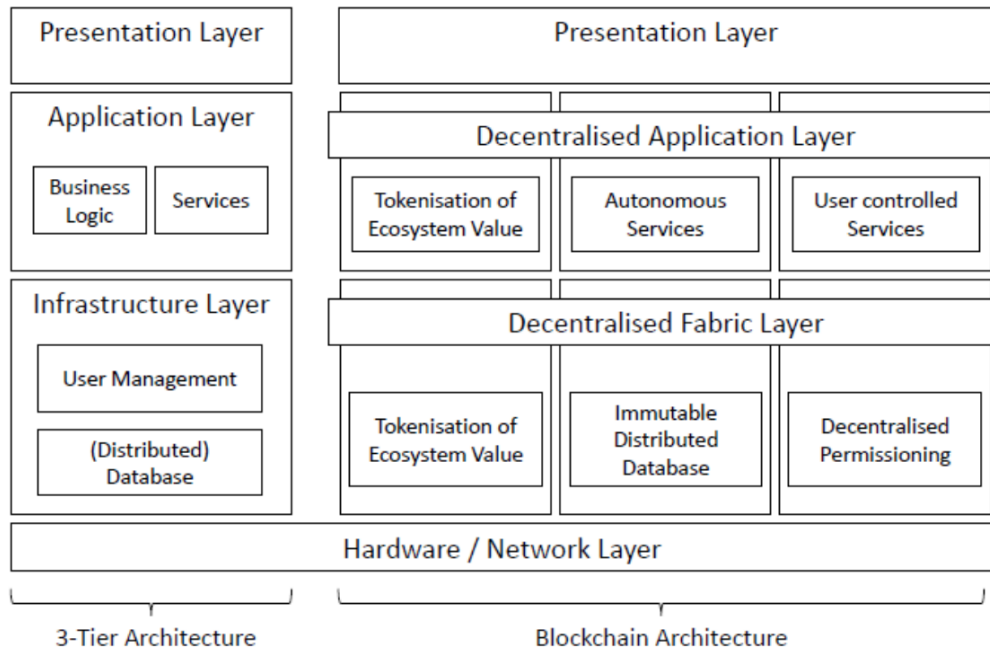 Presentation Layer
Application Layer
Business
Logic
Services
Infrastructure Layer
User Management
(Distributed)
Database
Presentation Layer
Decentralised Application Layer
Tokenisation of
Ecosystem Value
Autonomous
Services
User controlled
Services
Decentralised Fabric Layer
Tokenisation of
Ecosystem Value
Immutable
Distributed
Database
Decentralised
Permissioning
Hardware / Network Layer
3-Tier Architecture
Blockchain Architecture